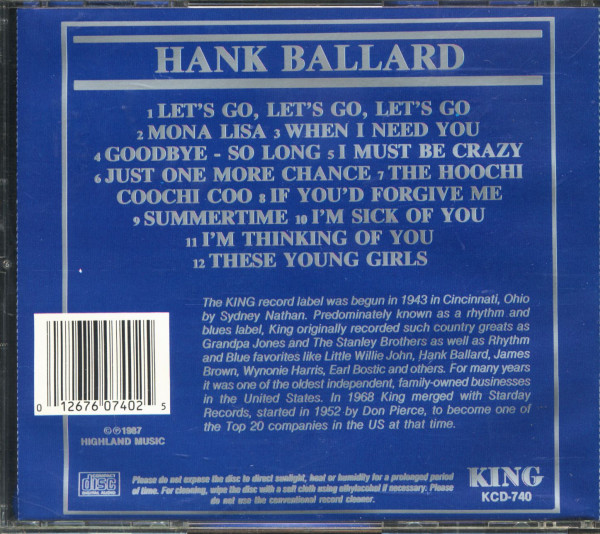 HANK BALLARD
1 LET'S GO, LET'S GO, LET'S GO
2 MONA LISA 3 WHEN I NEED YOU
4 GOODBYE - SO LONG 5 I MUST BE CRAZY
6 JUST ONE MORE CHANCE 7 THE HOOCHI
COOCHI COO 8 IF YOU'D FORGIVE ME
9 SUMMERTIME 10 I'M SICK OF YOU
11 I'M THINKING OF YOU
12 THESE YOUNG GIRLS
The KING record label was begun in 1943 in Cincinnati, Ohio
by Sydney Nathan. Predominately known as a rhythm and
blues label, King originally recorded such country greats as
Grandpa Jones and The Stanley Brothers as well as Rhythm
and Blue favorites like Little Willie John, Hank Ballard, James
Brown, Wynonie Harris, Earl Bostic and others. For many years
it was one of the oldest independent, family-owned businesses
in the United States. In 1968 King merged with Starday
Records, started in 1952 by Don Pierce, to become one of
the Top 20 companies in the US at that time.
0 12676 07402 5
©℗1987
HIGHLAND MUSIC
COMPACT
disc
DIGITAL AUDIO
Please do not expose the disc to direct sunlight, heat or humidity for a prolonged period
of time. For cleaning, wipe the disc with a soft cloth using ethylocohol if necessary. Please
do not use the conventional record cleaner.
KING
KCD-740